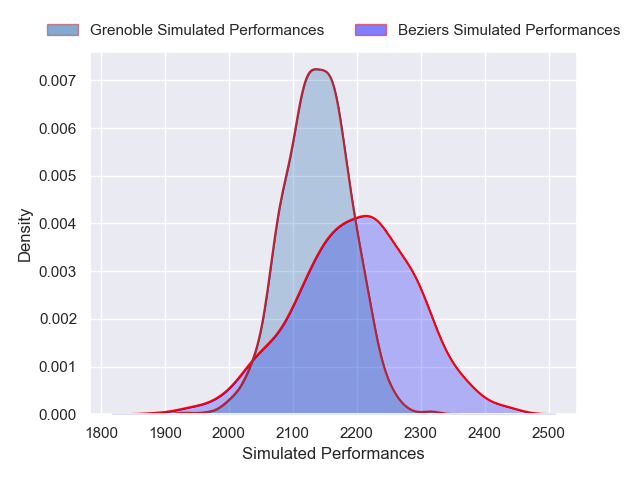 Grenoble Simulated Performances Beziers Simulated Performances
0.007
0.006
0.005
0.004
0.003
0.002
0.001
0.000
Density
1800 1900 2000 2100 2200 2300 2400 2500
Simulated Performances